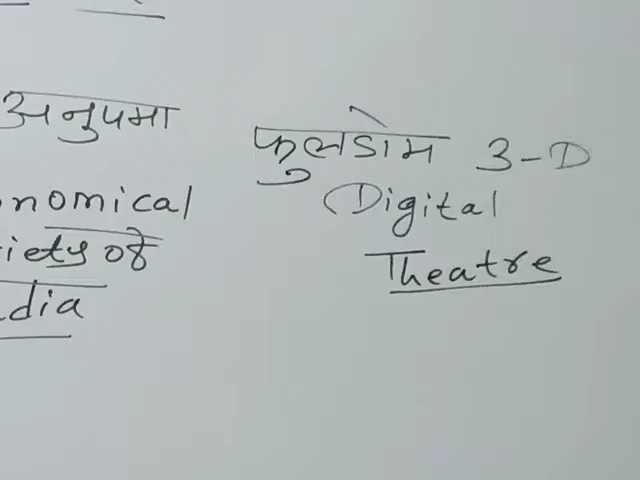 अनुपमा
nomical
iety of
dia
फुलडोम 3-D
Digital
Theatre